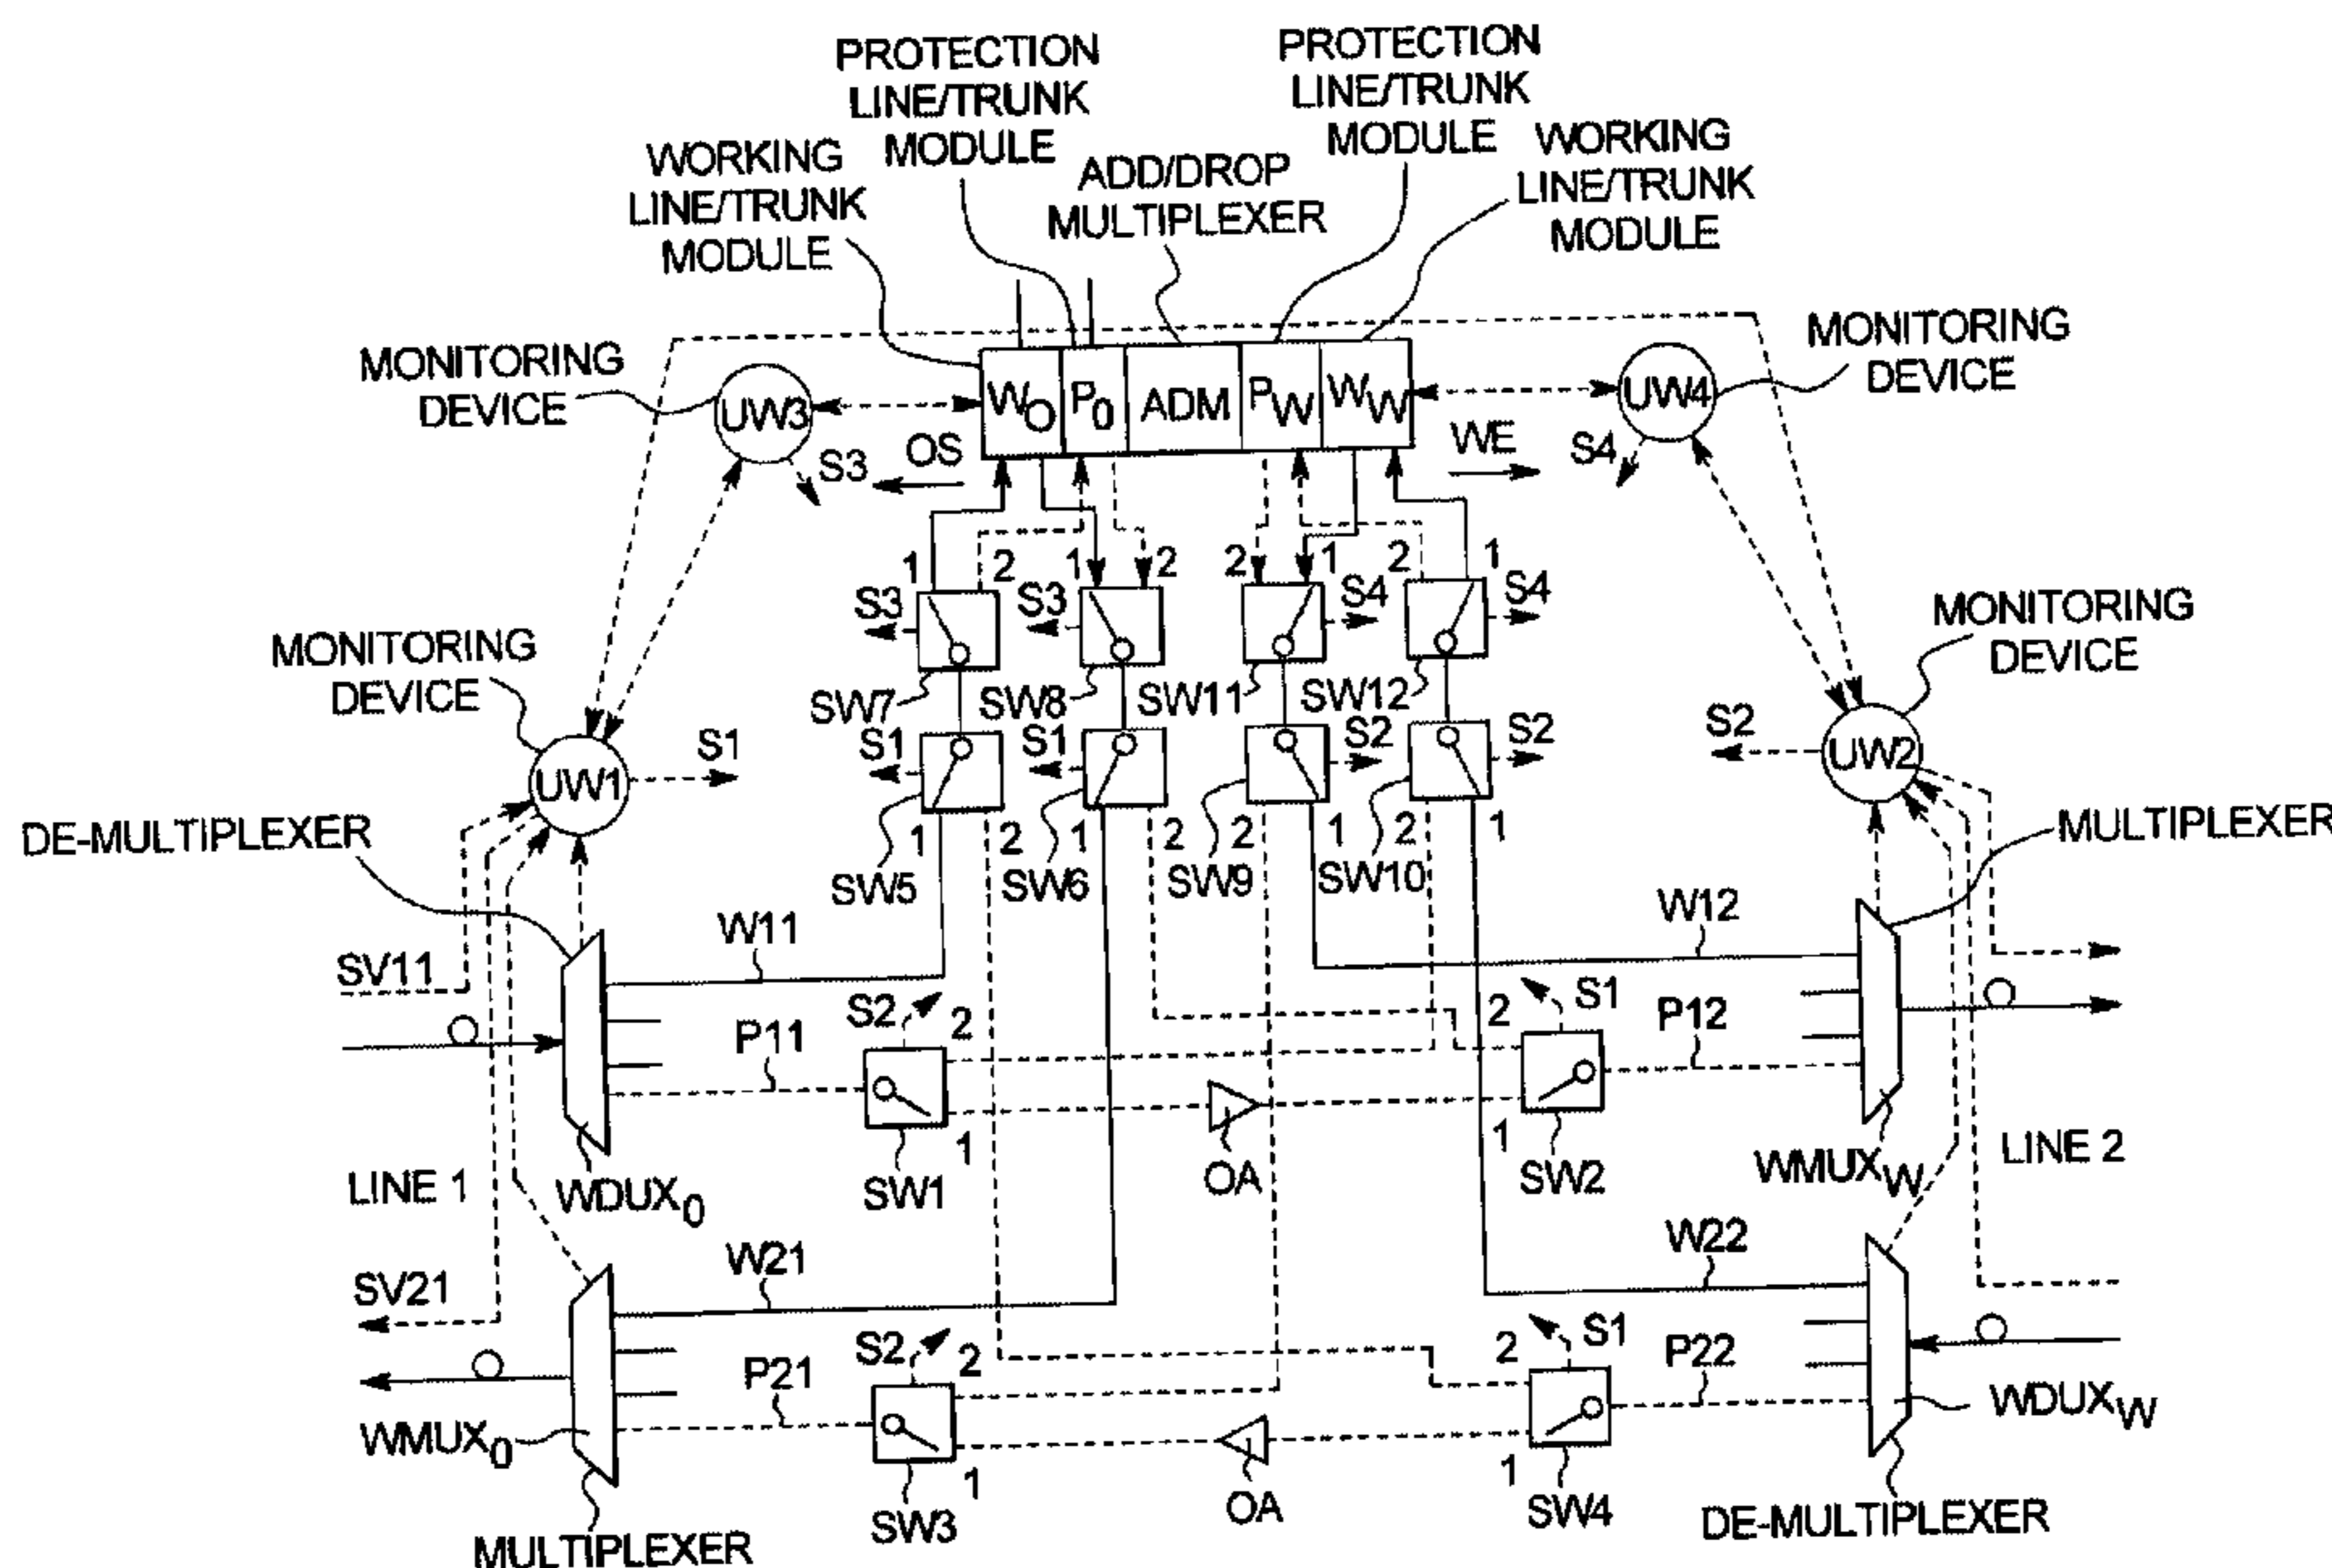 PROTECTION
LINE/TRUNK
MODULE
PROTECTION
LINE/TRUNK
MODULE
WORKING
LINE/TRUNK
MODULE
ADD/DROP
MULTIPLEXER
WORKING
LINE/TRUNK
MODULE
MONITORING
DEVICE
MONITORING
DEVICE
UW3
WO
P0
ADM
PW
WW
UW4
S3
OS
WE
S4
1
2
1
2
2
1
2
1
S3
S3
S4
S4
MONITORING
DEVICE
MONITORING
DEVICE
SW7
SW8
SW11
SW12
UW1
S1
S1
S1
S2
S2
S2
UW2
DE-MULTIPLEXER
MULTIPLEXER
1
2
1
2
2
1
2
1
SW5
SW6
SW9
SW10
SV11
W11
W12
S2
2
2
S1
P11
P12
1
1
LINE 1
WDUX0
SW1
OA
SW2
WMUXW
LINE 2
SV21
W21
W22
S2
2
2
S1
P21
P22
WMUX0
1
1
WDUXW
SW3
OA
SW4
MULTIPLEXER
DE-MULTIPLEXER